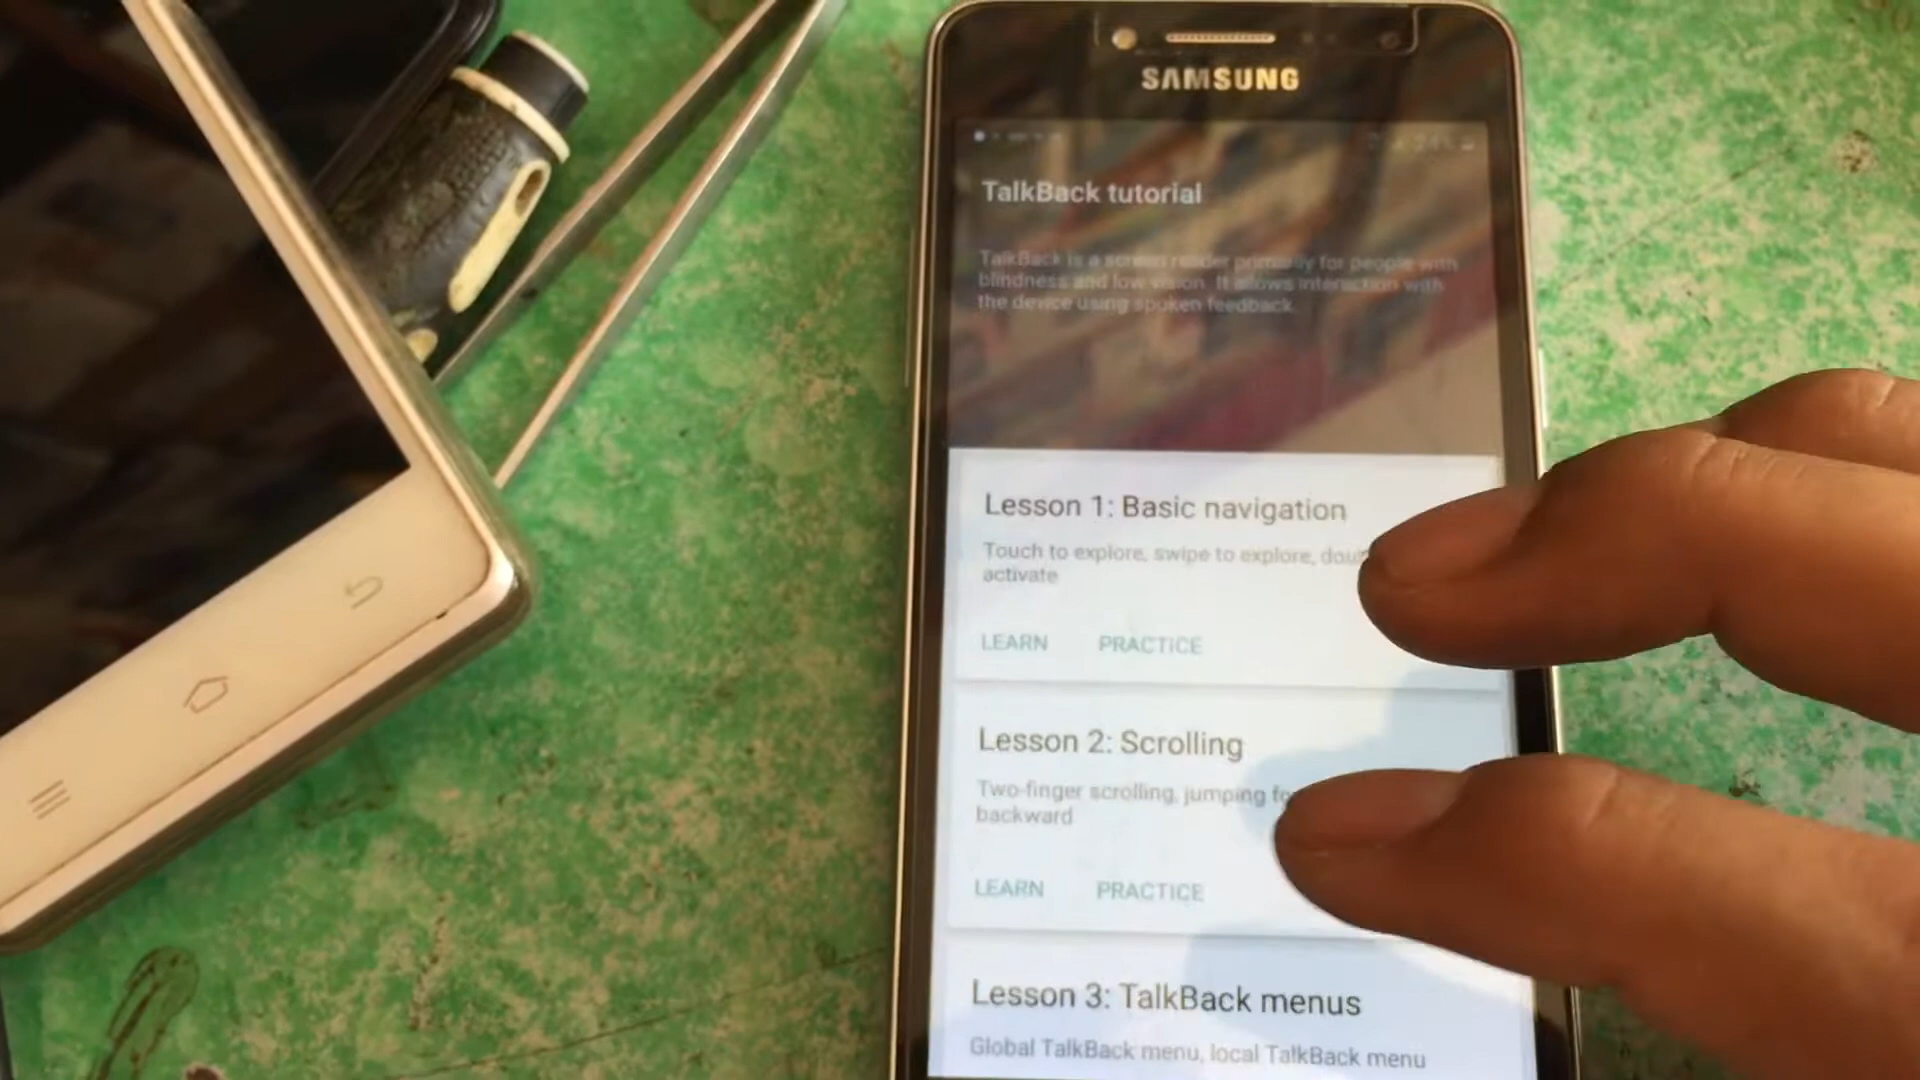 SAMSUNG
TalkBack tutorial
TalkBack is a screen reader primarily for people with
blindness and low vision. It allows interaction with
the device using spoken feedback.
Lesson 1: Basic navigation
Touch to explore, swipe to explore,
activate
LEARN PRACTICE
Lesson 2: Scrolling
Two-finger scrolling, jumping
backward
LEARN PRACTICE
Lesson 3: TalkBack menus
Global TalkBack menu, local TalkBack menu